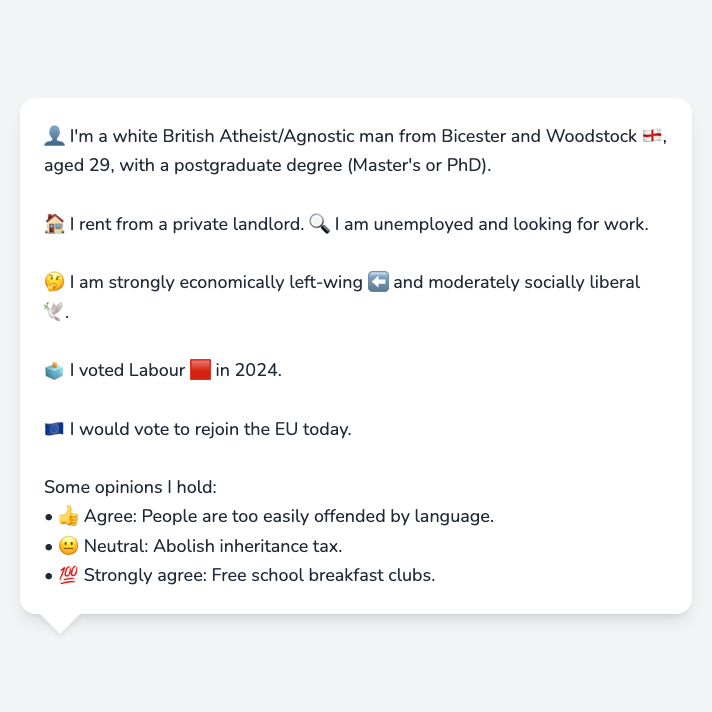 👤 I'm a white British Atheist/Agnostic man from Bicester and Woodstock 🏴󠁧󠁢󠁥󠁮󠁧󠁿,
aged 29, with a postgraduate degree (Master's or PhD).
🏠 I rent from a private landlord. 🔍 I am unemployed and looking for work.
🤔 I am strongly economically left-wing ⬅️ and moderately socially liberal
🕊️.
🗳️ I voted Labour 🟥 in 2024.
🇪🇺 I would vote to rejoin the EU today.
Some opinions I hold:
• 👍 Agree: People are too easily offended by language.
• 😐 Neutral: Abolish inheritance tax.
• 💯 Strongly agree: Free school breakfast clubs.